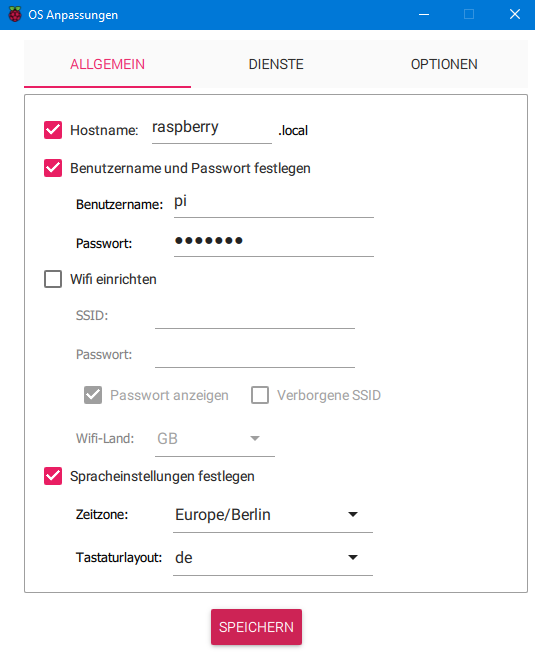 OS Anpassungen
ALLGEMEIN DIENSTE OPTIONEN
Hostname: raspberry .local
Benutzername und Passwort festlegen
Benutzername: pi
Passwort: •••••••
Wifi einrichten
SSID:
Passwort:
Passwort anzeigen Verborgene SSID
Wifi-Land: GB
Spracheinstellungen festlegen
Zeitzone: Europe/Berlin
Tastaturlayout: de
SPEICHERN